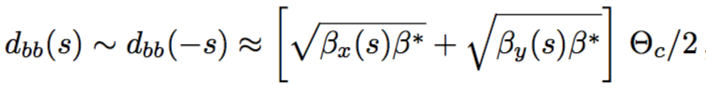 $d_{bb}(s) \sim d_{bb}(-s) \approx \left[ \sqrt{\beta_x(s)\beta^*} + \sqrt{\beta_y(s)\beta^*} \right] \Theta_c/2$